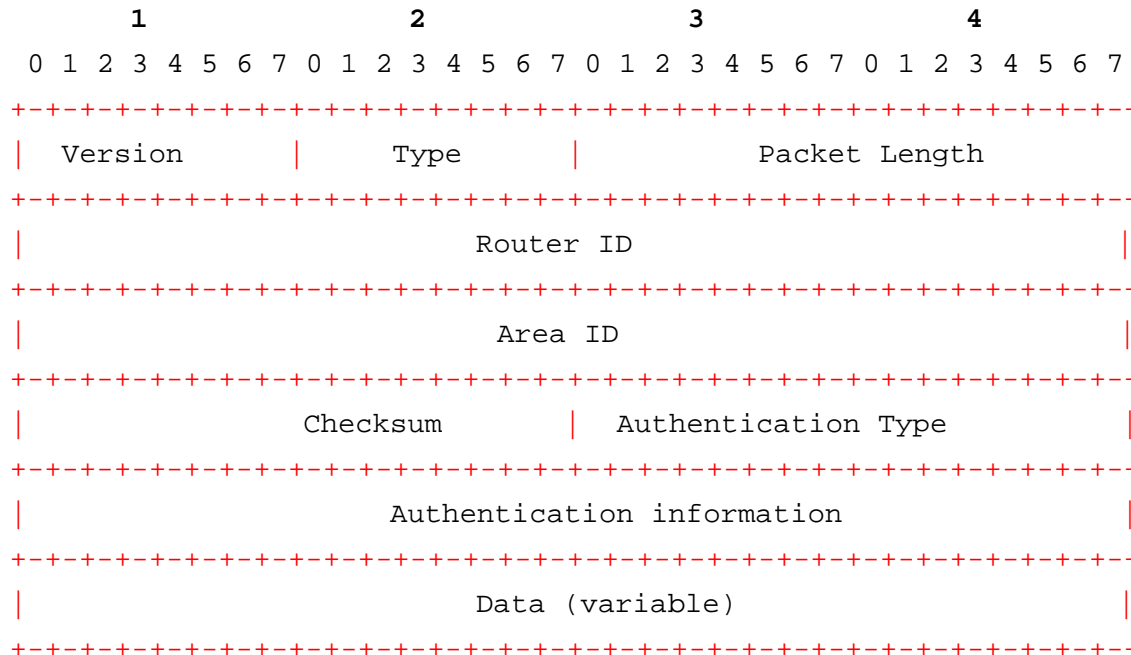 1 2 3 4
0 1 2 3 4 5 6 7 0 1 2 3 4 5 6 7 0 1 2 3 4 5 6 7 0 1 2 3 4 5 6 7
+-+-+-+-+-+-+-+-+-+-+-+-+-+-+-+-+-+-+-+-+-+-+-+-+-+-+-+-+-+-+-+-+-
| Version | Type | Packet Length
+-+-+-+-+-+-+-+-+-+-+-+-+-+-+-+-+-+-+-+-+-+-+-+-+-+-+-+-+-+-+-+-+-
| Router ID |
+-+-+-+-+-+-+-+-+-+-+-+-+-+-+-+-+-+-+-+-+-+-+-+-+-+-+-+-+-+-+-+-+-
| Area ID |
+-+-+-+-+-+-+-+-+-+-+-+-+-+-+-+-+-+-+-+-+-+-+-+-+-+-+-+-+-+-+-+-+-
| Checksum | Authentication Type |
+-+-+-+-+-+-+-+-+-+-+-+-+-+-+-+-+-+-+-+-+-+-+-+-+-+-+-+-+-+-+-+-+-
| Authentication information |
+-+-+-+-+-+-+-+-+-+-+-+-+-+-+-+-+-+-+-+-+-+-+-+-+-+-+-+-+-+-+-+-+-
| Data (variable) |
+-+-+-+-+-+-+-+-+-+-+-+-+-+-+-+-+-+-+-+-+-+-+-+-+-+-+-+-+-+-+-+-+-